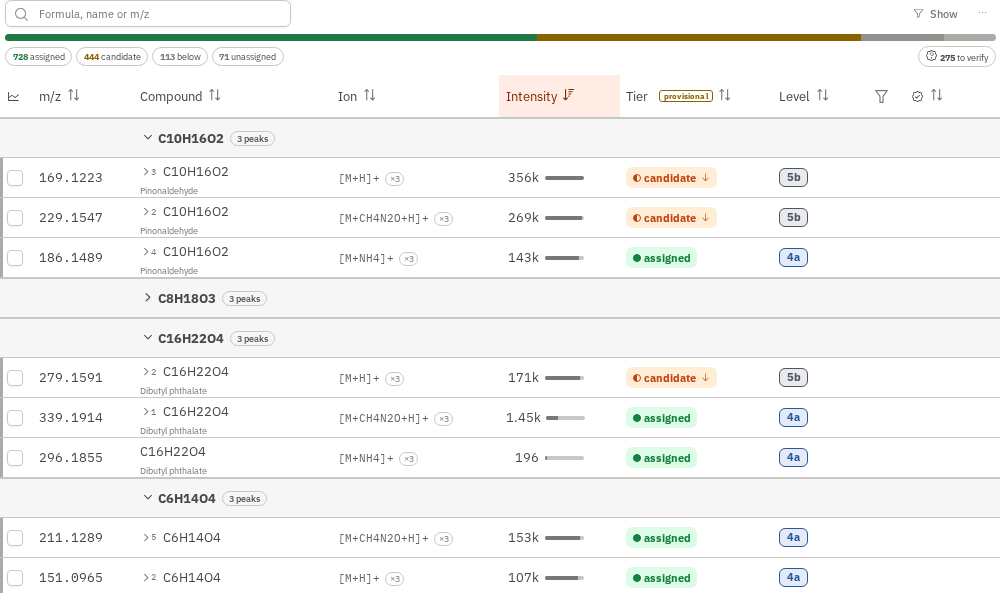 Formula, name or m/z
Show ...
728 assigned 444 candidate 113 below 71 unassigned 275 to verify
m/z Compound Ion Intensity Tier provisional Level
C10H16O2 3 peaks
169.1223 3 C10H16O2 [M+H]+ ×3 356k candidate ↓ 5b
Pinonaldehyde
229.1547 2 C10H16O2 [M+CH4N2O+H]+ ×3 269k candidate ↓ 5b
Pinonaldehyde
186.1489 4 C10H16O2 [M+NH4]+ ×3 143k assigned 4a
Pinonaldehyde
C8H18O3 3 peaks
C16H22O4 3 peaks
279.1591 2 C16H22O4 [M+H]+ ×3 171k candidate ↓ 5b
Dibutyl phthalate
339.1914 1 C16H22O4 [M+CH4N2O+H]+ ×3 1.45k assigned 4a
Dibutyl phthalate
296.1855 C16H22O4 [M+NH4]+ ×3 196 assigned 4a
Dibutyl phthalate
C6H14O4 3 peaks
211.1289 5 C6H14O4 [M+CH4N2O+H]+ ×3 153k assigned 4a
151.0965 2 C6H14O4 [M+H]+ ×3 107k assigned 4a